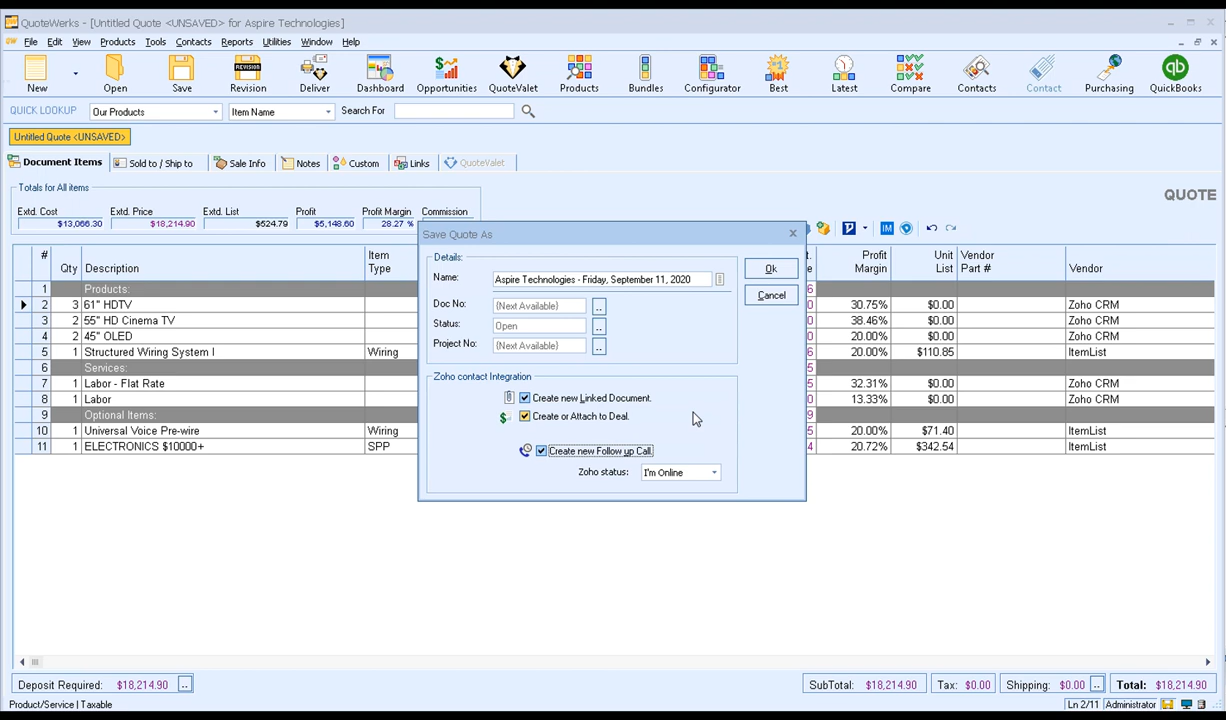 QuoteWerks - [Untitled Quote <UNSAVED> for Aspire Technologies]
File Edit View Products Tools Contacts Reports Utilities Window Help
New Open Save Revision Deliver Dashboard Opportunities QuoteValet Products Bundles Configurator Best Latest Compare Contacts Contact Purchasing QuickBooks
QUICK LOOKUP Our Products Item Name Search For
Untitled Quote <UNSAVED>
Document Items Sold to / Ship to Sale Info Notes Custom Links QuoteValet
Totals for All items
QUOTE
Extd. Cost Extd. Price Extd. List Profit Profit Margin Commission
$13,066.30 $18,214.90 $524.79 $5,148.60 28.27 %
# Qty Description Item Type Profit Margin Unit List Vendor Part # Vendor
1 Products:
2 3 61" HDTV 30.75% $0.00 Zoho CRM
3 2 55" HD Cinema TV 38.46% $0.00 Zoho CRM
4 2 45" OLED 20.00% $0.00 Zoho CRM
5 1 Structured Wiring System I Wiring 20.00% $110.85 ItemList
6 Services:
7 1 Labor - Flat Rate 32.31% $0.00 Zoho CRM
8 1 Labor 13.33% $0.00 Zoho CRM
9 Optional Items:
10 1 Universal Voice Pre-wire Wiring 20.00% $71.40 ItemList
11 1 ELECTRONICS $10000+ SPP 20.72% $342.54 ItemList
Save Quote As
Details:
Name: Aspire Technologies - Friday, September 11, 2020
Doc No: (Next Available)
Status: Open
Project No: (Next Available)
Ok
Cancel
Zoho contact Integration
Create new Linked Document.
Create or Attach to Deal.
Create new Follow up Call.
Zoho status: I'm Online
Deposit Required: $18,214.90 SubTotal: $18,214.90 Tax: $0.00 Shipping: $0.00 Total: $18,214.90
Product/Service | Taxable Ln 2/11 Administrator